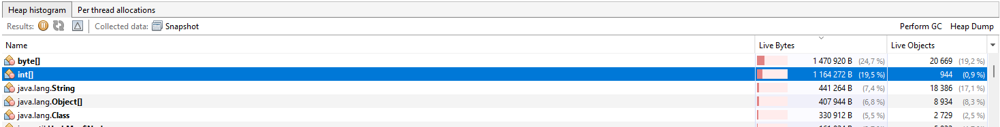 Heap histogram Per thread allocations
Results: Collected data: Snapshot Perform GC Heap Dump
Name Live Bytes Live Objects
byte[] 1 470 920 B (24,7 %) 20 669 (19,2 %)
int[] 1 164 272 B (19,5 %) 944 (0,9 %)
java.lang.String 441 264 B (7,4 %) 18 386 (17,1 %)
java.lang.Object[] 407 944 B (6,8 %) 8 934 (8,3 %)
java.lang.Class 330 912 B (5,5 %) 2 729 (2,5 %)